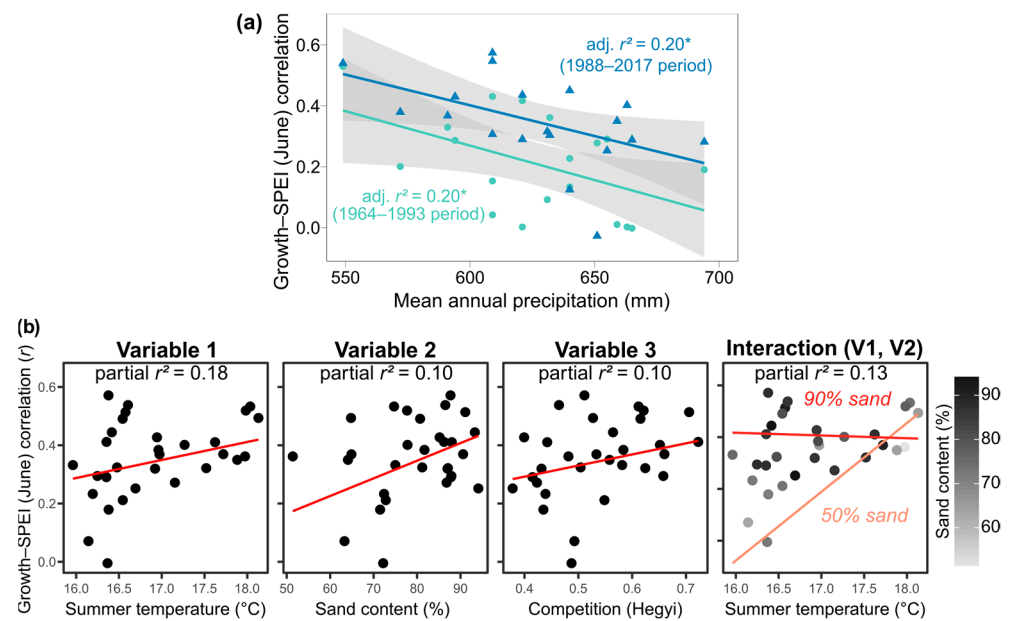 (a)
Growth–SPEI (June) correlation
0.6
0.4
0.2
0.0
adj. r² = 0.20*
(1988–2017 period)
adj. r² = 0.20*
(1964–1993 period)
550 600 650 700
Mean annual precipitation (mm)
(b)
Growth–SPEI (June) correlation (r)
Variable 1 Variable 2 Variable 3 Interaction (V1, V2)
partial r² = 0.18 partial r² = 0.10 partial r² = 0.10 partial r² = 0.13
0.6
0.4
0.2
0.0
90% sand
50% sand
16.0 16.5 17.0 17.5 18.0
50 60 70 80 90
0.4 0.5 0.6 0.7
16.0 16.5 17.0 17.5 18.0
Summer temperature (°C) Sand content (%) Competition (Hegyi) Summer temperature (°C)
Sand content (%)
90
80
70
60